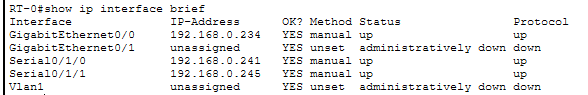 RT-0#show ip interface brief
Interface              IP-Address      OK? Method Status                Protocol
GigabitEthernet0/0     192.168.0.234   YES manual up                    up
GigabitEthernet0/1     unassigned      YES unset  administratively down down
Serial0/1/0            192.168.0.241   YES manual up                    up
Serial0/1/1            192.168.0.245   YES manual up                    up
Vlan1                  unassigned      YES unset  administratively down down